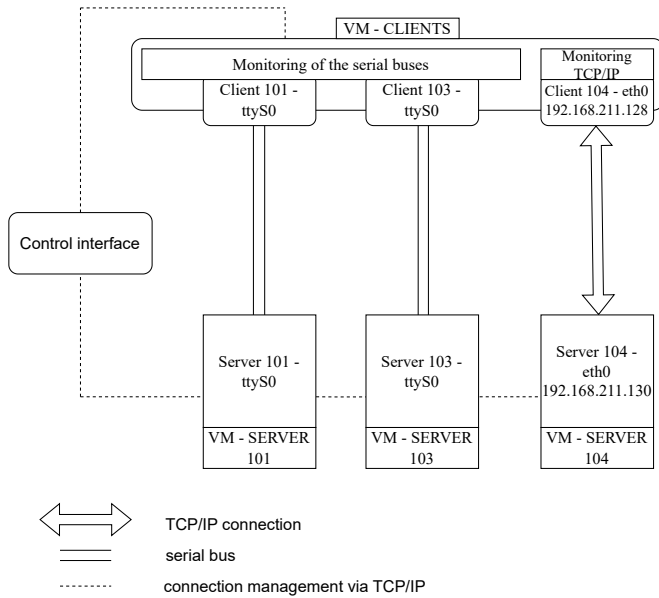 VM - CLIENTS
Monitoring of the serial buses
Monitoring
TCP/IP
Client 101 -
ttyS0
Client 103 -
ttyS0
Client 104 - eth0
192.168.211.128
Control interface
Server 101 -
ttyS0
Server 103 -
ttyS0
Server 104 -
eth0
192.168.211.130
VM - SERVER
101
VM - SERVER
103
VM - SERVER
104
TCP/IP connection
serial bus
connection management via TCP/IP